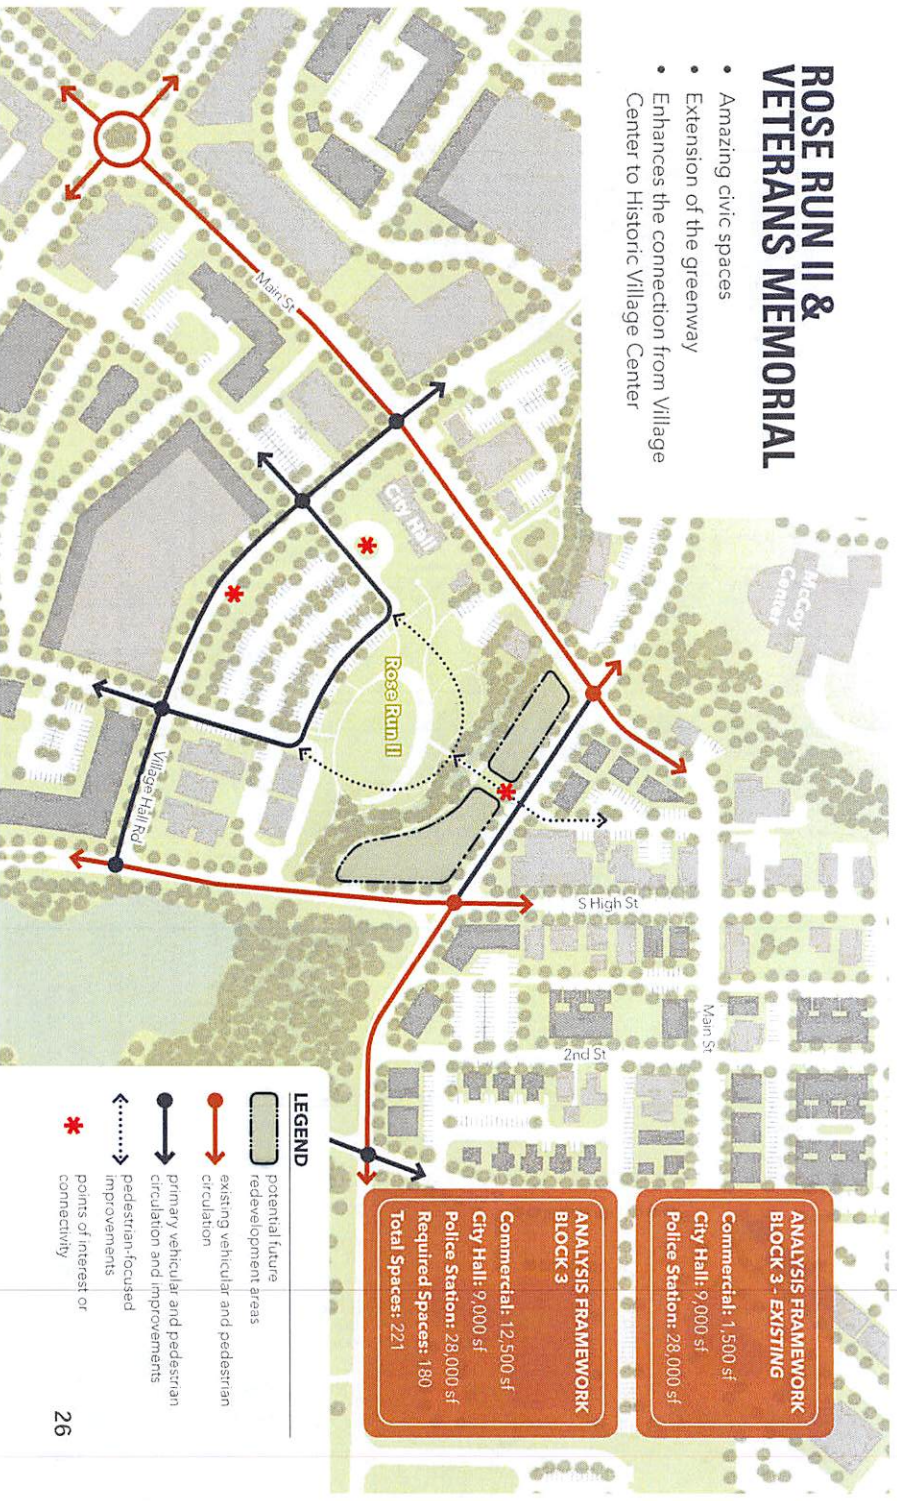 ROSE RUN II &
VETERANS MEMORIAL
• Amazing civic spaces
• Extension of the greenway
• Enhances the connection from Village
Center to Historic Village Center
McCoy
Center
Main St
City Hall
Rose Run II
Village Hall Rd
S High St
Main St
2nd St
ANALYSIS FRAMEWORK
BLOCK 3 - EXISTING
Commercial: 1,500 sf
City Hall: 9,000 sf
Police Station: 28,000 sf
ANALYSIS FRAMEWORK
BLOCK 3
Commercial: 12,500 sf
City Hall: 9,000 sf
Police Station: 28,000 sf
Required Spaces: 180
Total Spaces: 221
LEGEND
potential future
redevelopment areas
existing vehicular and pedestrian
circulation
primary vehicular and pedestrian
circulation and improvements
pedestrian-focused
improvements
points of interest or
connectivity
26